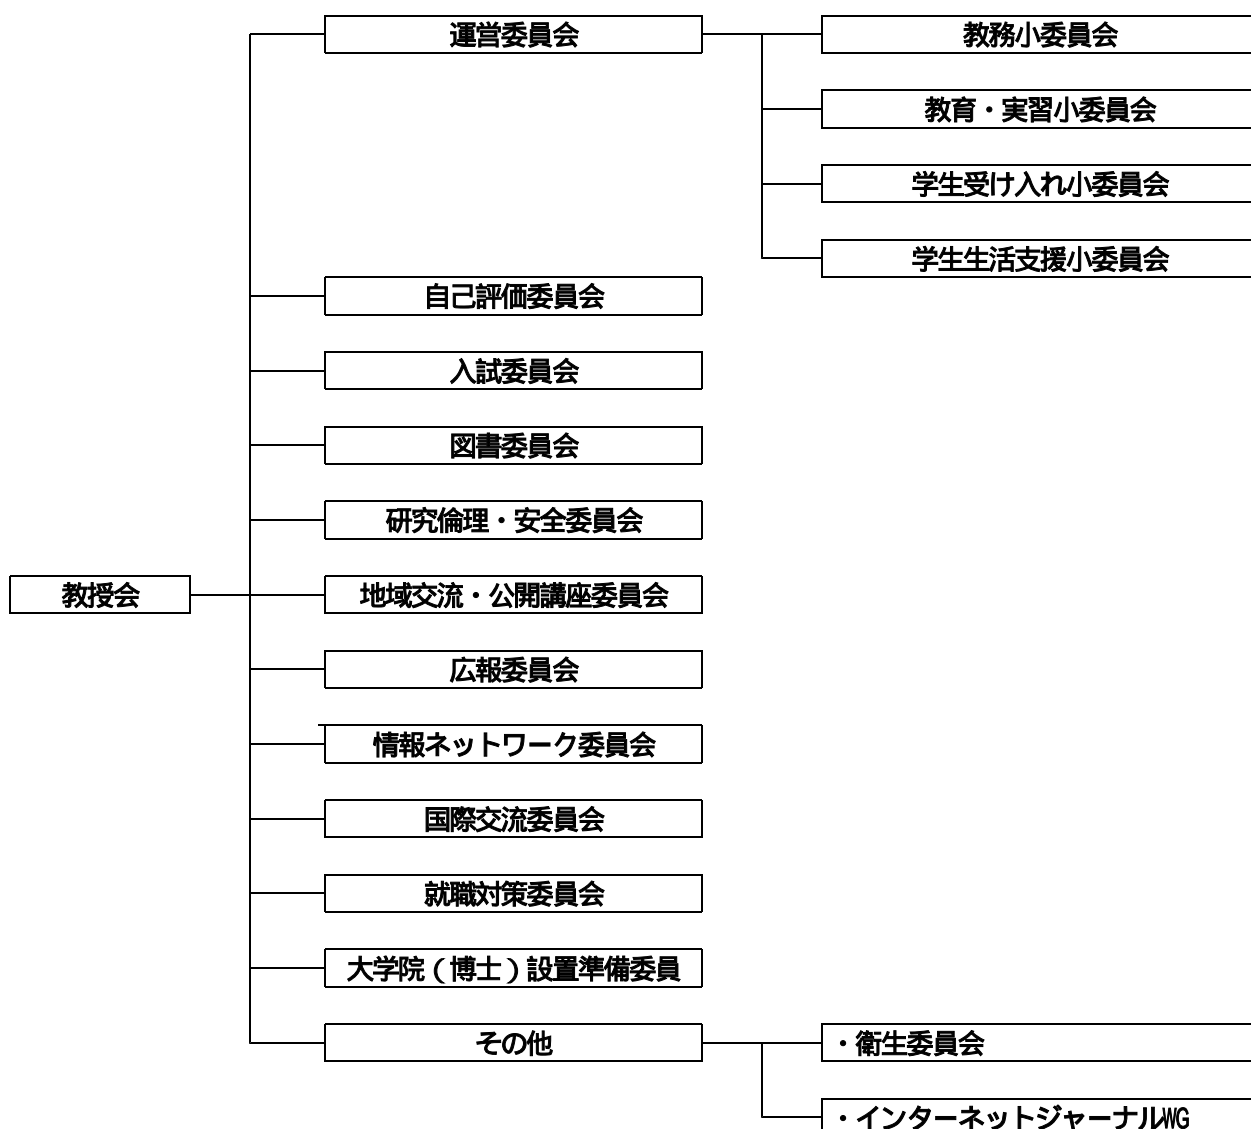 運営委員会
教務小委員会
教育・実習小委員会
学生受け入れ小委員会
学生生活支援小委員会
自己評価委員会
入試委員会
図書委員会
研究倫理・安全委員会
教授会
地域交流・公開講座委員会
広報委員会
情報ネットワーク委員会
国際交流委員会
就職対策委員会
大学院(博士)設置準備委員
その他
・衛生委員会
・インターネットジャーナルWG